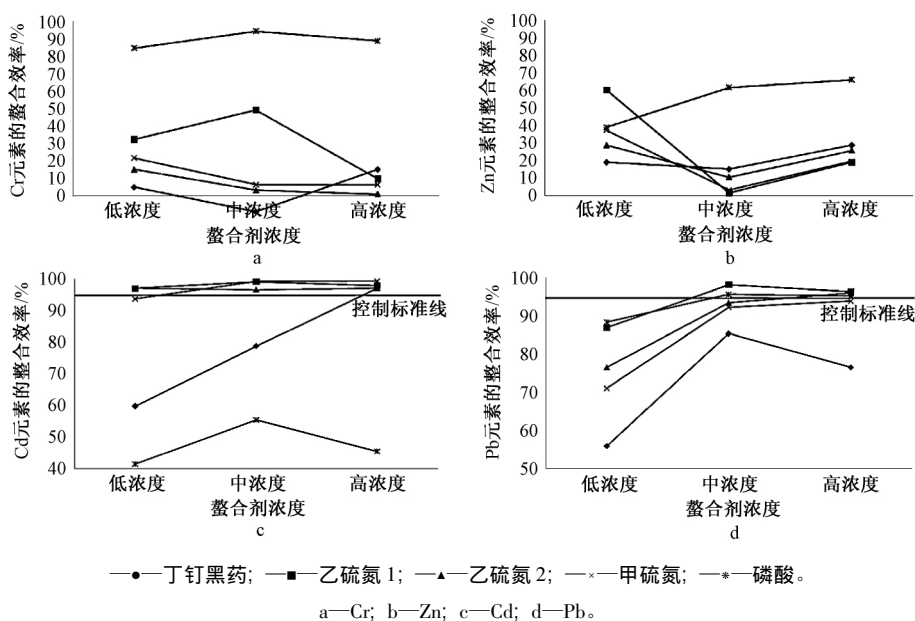 Cr元素的螯合效率/%
100
90
80
70
60
50
40
30
20
10
0
低浓度 中浓度 高浓度
螯合剂浓度
a
Zn元素的整合效率/%
100
90
80
70
60
50
40
30
20
10
0
低浓度 中浓度 高浓度
螯合剂浓度
b
Cd元素的整合效率/%
100
90
80
70
60
50
40
控制标准线
低浓度 中浓度 高浓度
螯合剂浓度
c
Pb元素的整合效率/%
100
90
80
70
60
50
控制标准线
低浓度 中浓度 高浓度
螯合剂浓度
d
丁钉黑药; 乙硫氮1; 乙硫氮2; 甲硫氮; 磷酸。
a—Cr; b—Zn; c—Cd; d—Pb。